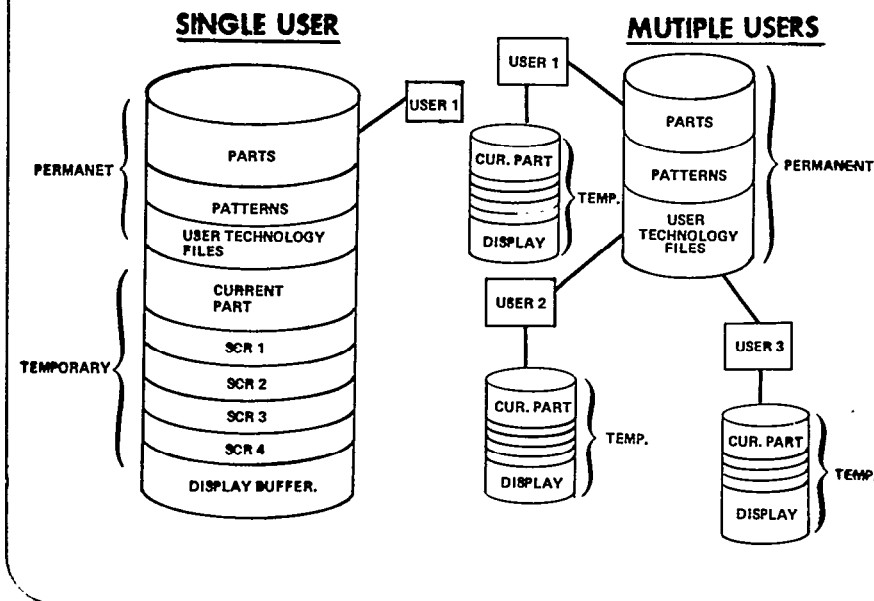 SINGLE USER
USER 1
PERMANET
PARTS
PATTERNS
USER TECHNOLOGY
FILES
TEMPORARY
CURRENT
PART
SCR 1
SCR 2
SCR 3
SCR 4
DISPLAY BUFFER.
MUTIPLE USERS
USER 1
CUR. PART
DISPLAY
TEMP.
PARTS
PATTERNS
USER
TECHNOLOGY
FILES
PERMANENT
USER 2
CUR. PART
DISPLAY
TEMP.
USER 3
CUR. PART
DISPLAY
TEMP.